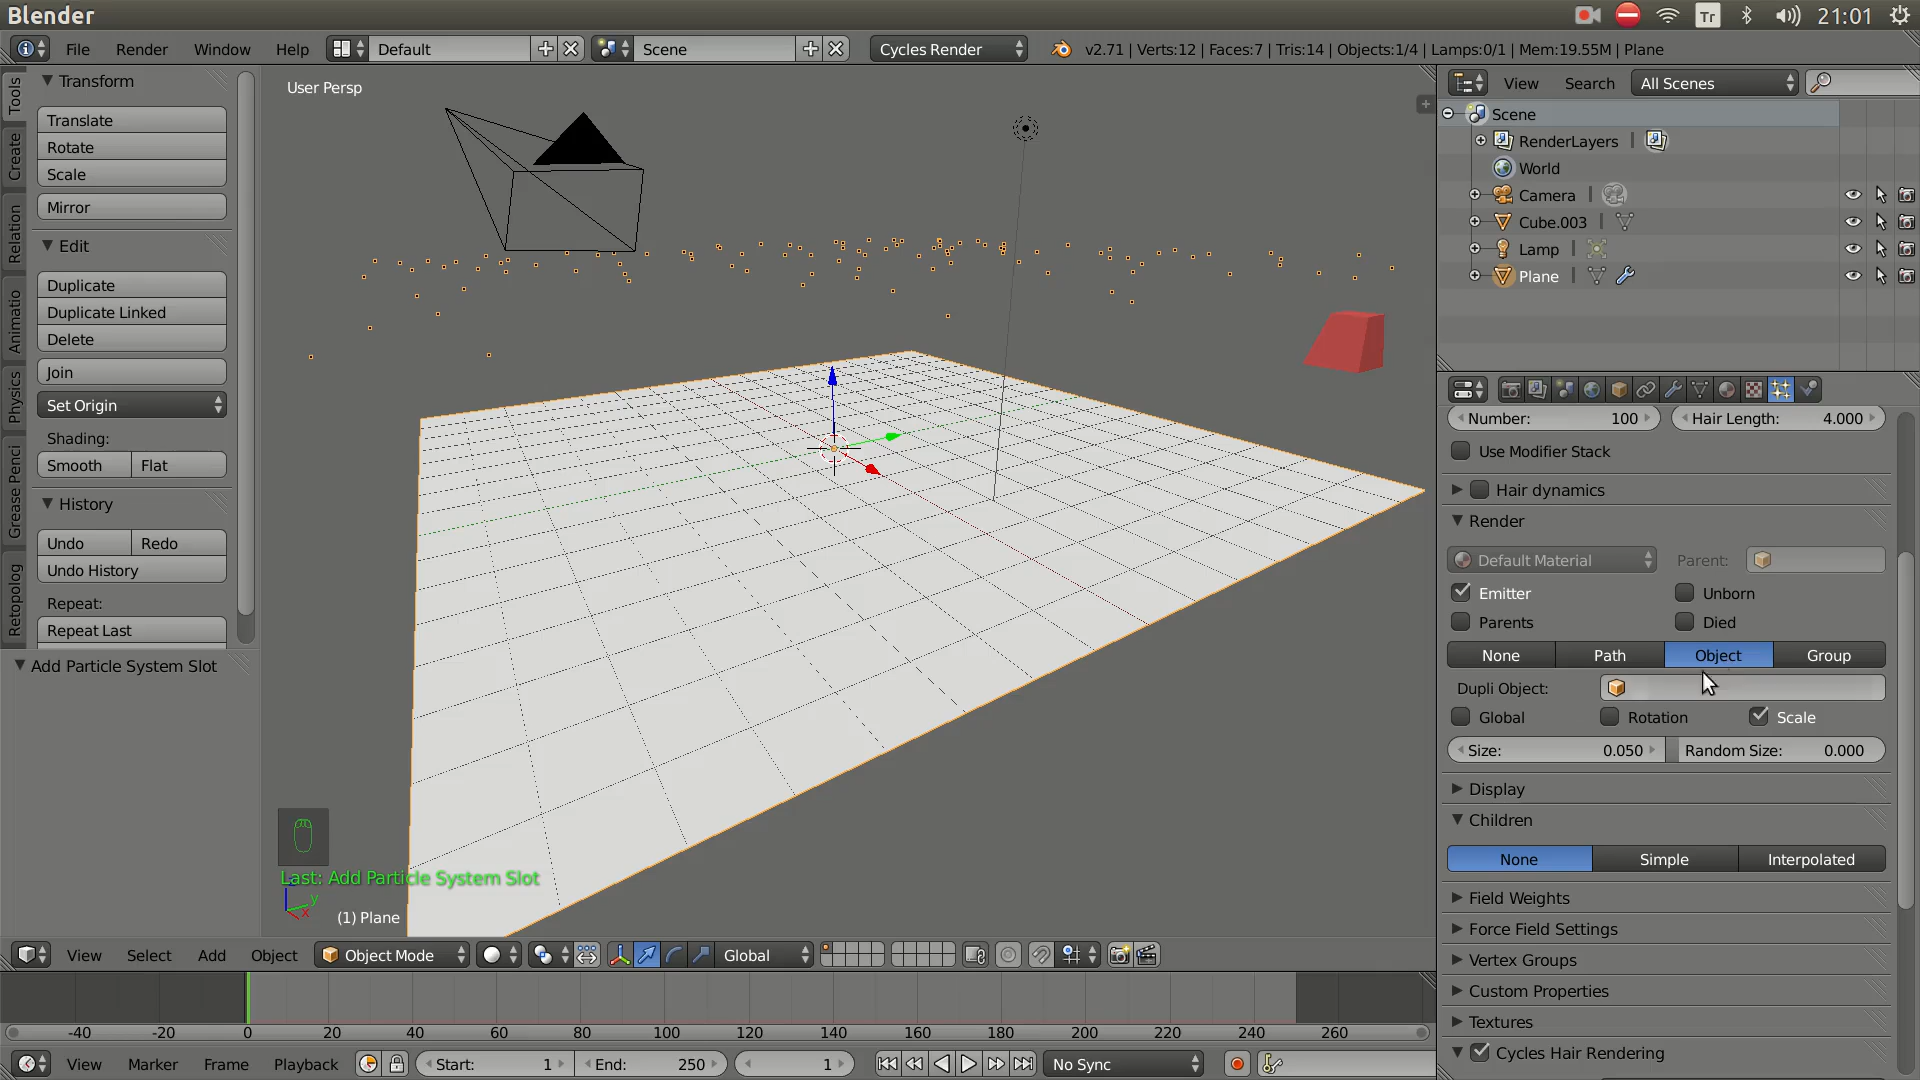 Blender
Tr
21:01
File Render Window Help Default Scene Cycles Render v2.71 | Verts:12 | Faces:7 | Tris:14 | Objects:1/4 | Lamps:0/1 | Mem:19.55M | Plane
Tools
Create
Relation
Animatio
Physics
Grease Penci
Retopolog
Transform
Translate
Rotate
Scale
Mirror
Edit
Duplicate
Duplicate Linked
Delete
Join
Set Origin
Shading:
Smooth Flat
History
Undo Redo
Undo History
Repeat:
Repeat Last
Add Particle System Slot
User Persp
Last: Add Particle System Slot
y
x
(1) Plane
View Select Add Object Object Mode Global
-40 -20 0 20 40 60 80 100 120 140 160 180 200 220 240 260
View Marker Frame Playback Start: 1 End: 250 1 No Sync
View Search All Scenes
Scene
RenderLayers |
World
Camera |
Cube.003 |
Lamp |
Plane |
Number: 100 Hair Length: 4.000
Use Modifier Stack
Hair dynamics
Render
Default Material Parent:
Emitter Unborn
Parents Died
None Path Object Group
Dupli Object:
Global Rotation Scale
Size: 0.050 Random Size: 0.000
Display
Children
None Simple Interpolated
Field Weights
Force Field Settings
Vertex Groups
Custom Properties
Textures
Cycles Hair Rendering